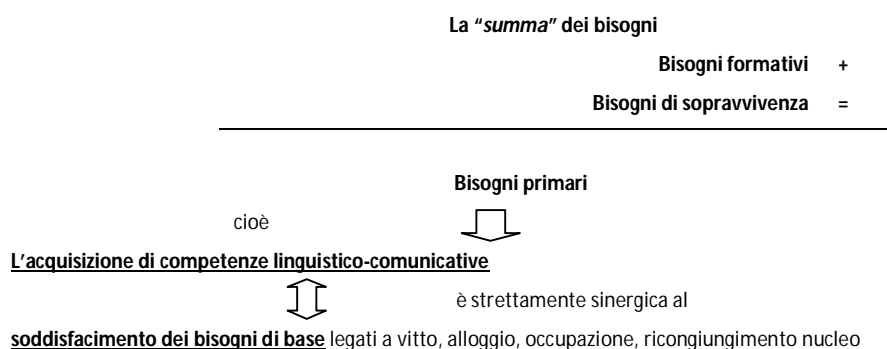 La “summa” dei bisogni
Bisogni formativi +
Bisogni di sopravvivenza =
Bisogni primari
cioè
L'acquisizione di competenze linguistico-comunicative
è strettamente sinergica al
soddisfacimento dei bisogni di base legati a vitto, alloggio, occupazione, ricongiungimento nucleo